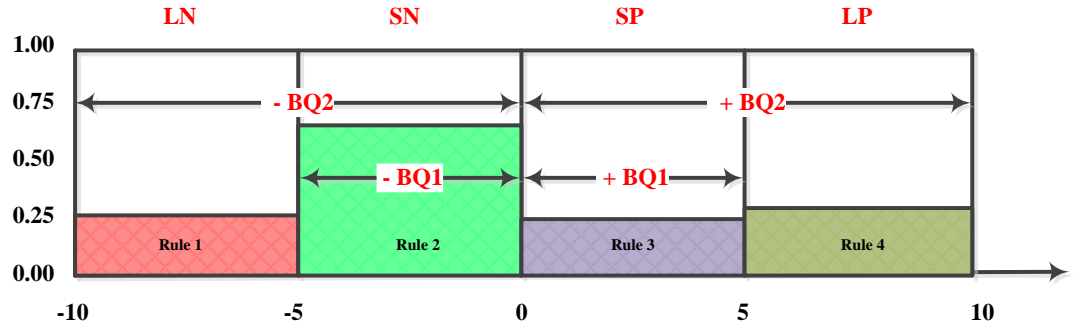 LN SN SP LP
1.00
0.75 - BQ2 + BQ2
0.50
- BQ1 + BQ1
0.25
Rule 1 Rule 2 Rule 3 Rule 4
0.00
-10 -5 0 5 10